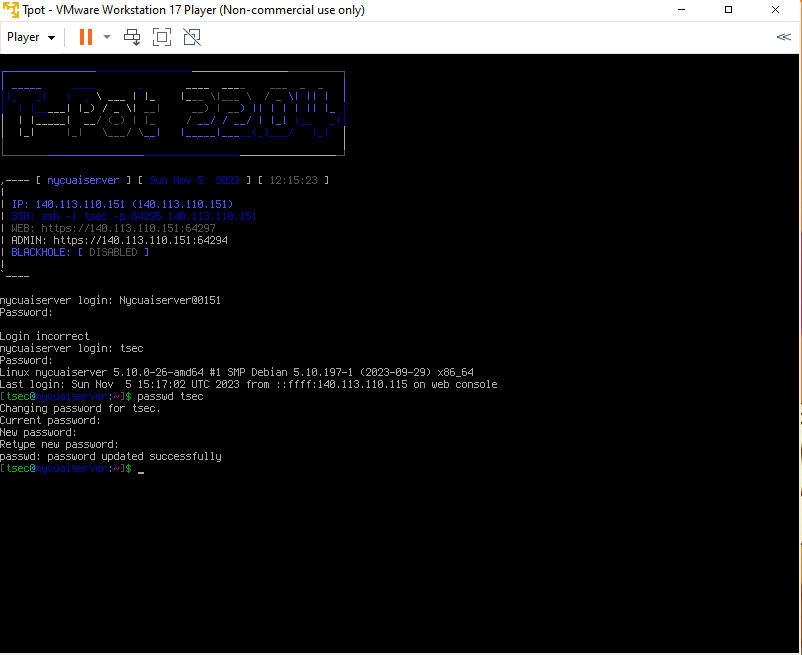 Tpot - VMware Workstation 17 Player (Non-commercial use only)
Player
T-Pot 22.04
,---- [ nycuaiserver ] [ Sun Nov 5 2023 ] [ 12:15:23 ]
|
| IP: 140.113.110.151 (140.113.110.151)
| SSH: ssh -l tsec -p 64295 140.113.110.151
| WEB: https://140.113.110.151:64297
| ADMIN: https://140.113.110.151:64294
| BLACKHOLE: [ DISABLED ]
|
`----
nycuaiserver login: Nycuaiserver@0151
Password:
Login incorrect
nycuaiserver login: tsec
Password:
Linux nycuaiserver 5.10.0-26-amd64 #1 SMP Debian 5.10.197-1 (2023-09-29) x86_64
Last login: Sun Nov  5 15:17:02 UTC 2023 from ::ffff:140.113.110.115 on web console
[tsec@nycuaiserver:~]$ passwd tsec
Changing password for tsec.
Current password:
New password:
Retype new password:
passwd: password updated successfully
[tsec@nycuaiserver:~]$ _